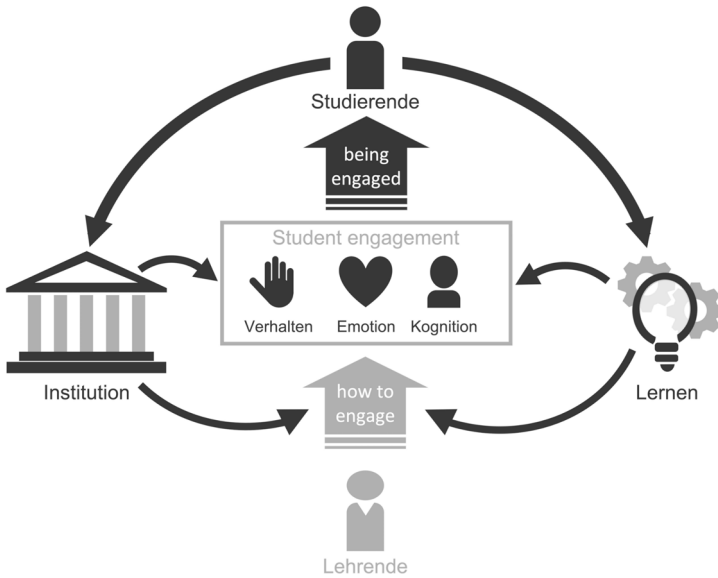 Studierende
being
engaged
Student engagement
Verhalten Emotion Kognition
Institution
Lernen
how to
engage
Lehrende